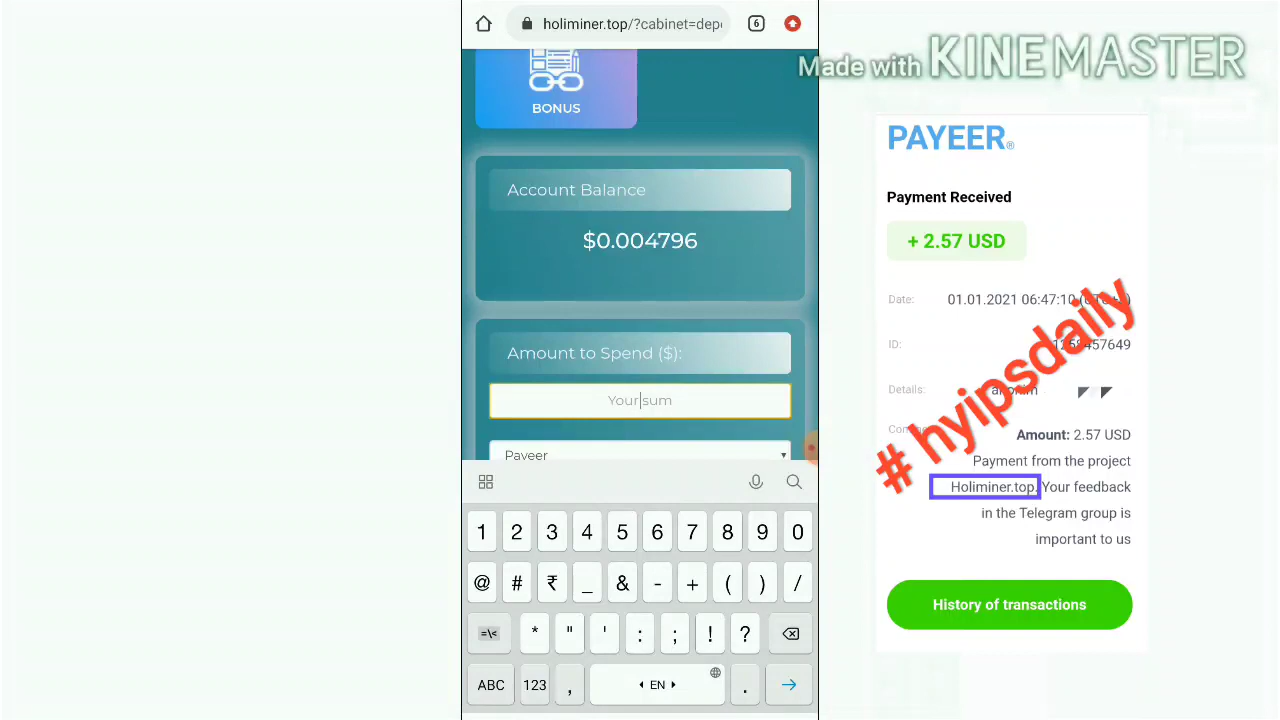 holiminer.top/?cabinet=depo
6
Made with KINEMASTER
BONUS
Account Balance
$0.004796
Amount to Spend ($):
Your sum
Payeer
1 2 3 4 5 6 7 8 9 0
@ # ₹ _ & - + ( ) /
=\< * " ' : ; ! ?
ABC 123 , EN .
PAYEER®
Payment Received
+ 2.57 USD
Date: 01.01.2021 06:47:10
ID:
Details: anonim
Amount: 2.57 USD
Payment from the project
Holiminer.top. Your feedback
in the Telegram group is
important to us
# hyipsdaily
History of transactions